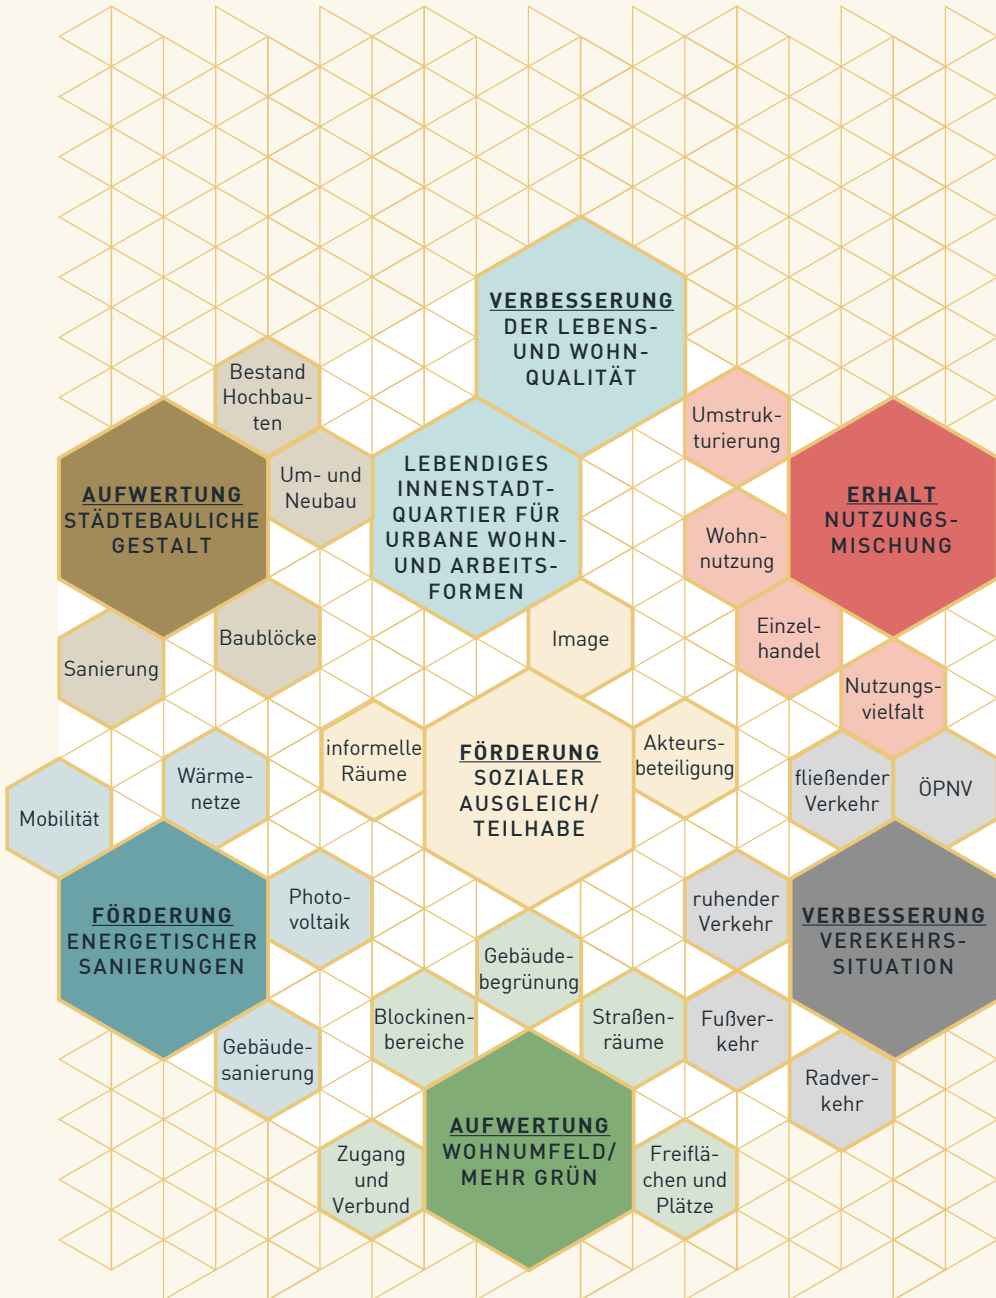 VERBESSERUNG
DER LEBENS-
UND WOHN-
QUALITÄT
Bestand
Hochbau-
ten
Um- und
Neubau
AUFWERTUNG
STÄDTEBAULICHE
GESTALT
LEBENDIGES
INNENSTADT-
QUARTIER FÜR
URBANE WOHN-
UND ARBEITS-
FORMEN
Umstruk-
turierung
ERHALT
NUTZUNGS-
MISCHUNG
Wohn-
nutzung
Einzel-
handel
Nutzungs-
vielfalt
Sanierung
Baublöcke
Image
informelle
Räume
FÖRDERUNG
SOZIALER
AUSGLEICH/
TEILHABE
Akteurs-
beteiligung
Mobilität
Wärme-
netze
Photo-
voltaik
FÖRDERUNG
ENERGETISCHER
SANIERUNGEN
Gebäude-
sanierung
fließender
Verkehr
ÖPNV
ruhender
Verkehr
VERBESSERUNG
VEREKEHRS-
SITUATION
Fußver-
kehr
Radver-
kehr
Gebäude-
begrünung
Blockinen-
bereiche
Straßen-
räume
AUFWERTUNG
WOHNUMFELD/
MEHR GRÜN
Zugang
und
Verbund
Freiflä-
chen und
Plätze